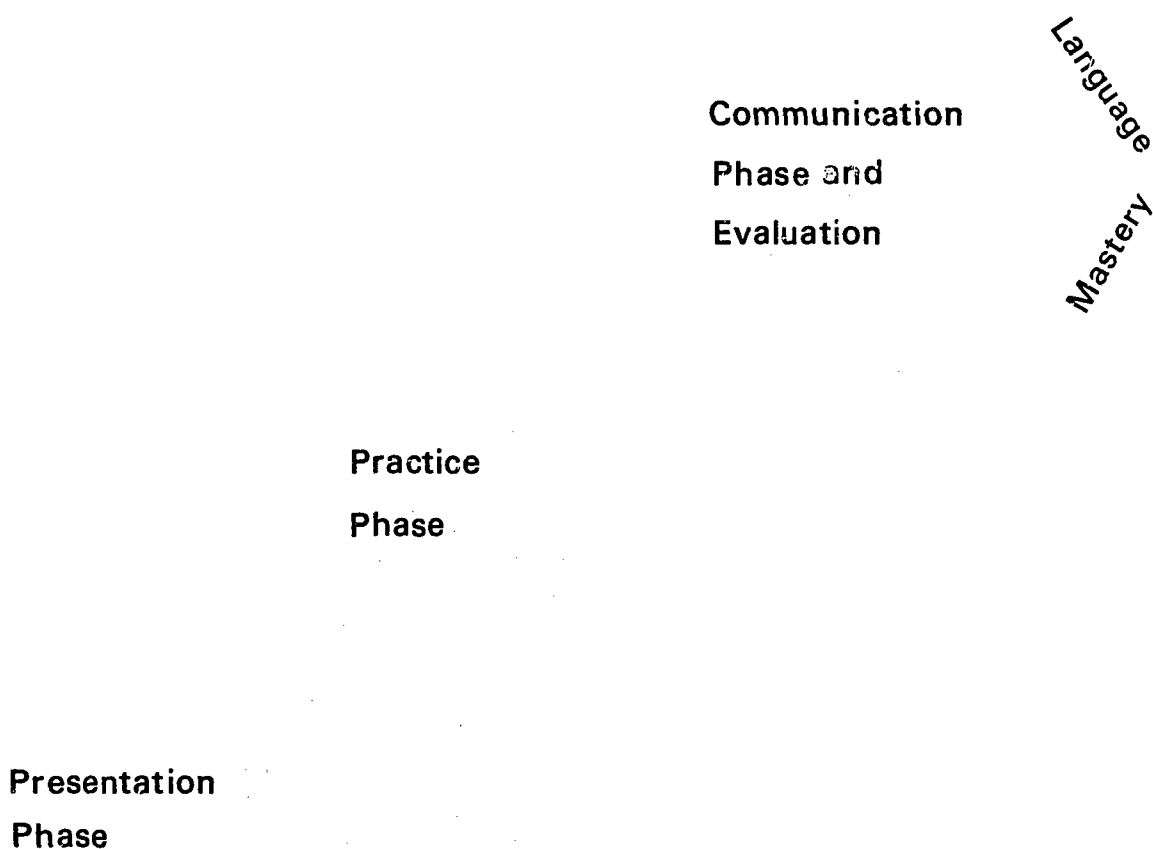 Language
Mastery
Communication
Phase and
Evaluation
Practice
Phase
Presentation
Phase